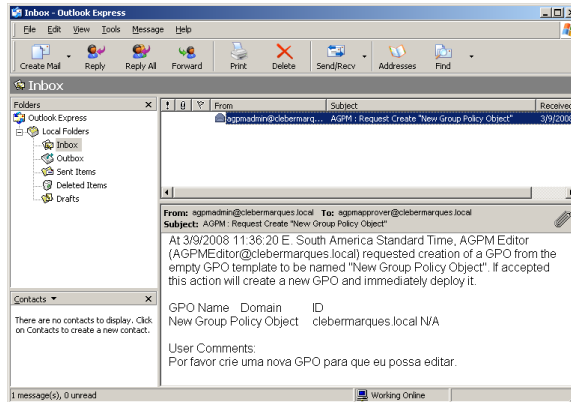 Inbox - Outlook Express
File Edit View Tools Message Help
Create Mail Reply Reply All Forward Print Delete Send/Recv Addresses Find
Inbox
Folders
Outlook Express
Local Folders
Inbox
Outbox
Sent Items
Deleted Items
Drafts
Contacts
There are no contacts to display. Click
on Contacts to create a new contact.
! From Subject Received
agpmadmin@clebermarq... AGPM : Request Create "New Group Policy Object" 3/9/2008
From: agpmadmin@clebermarques.local To: agpmapprover@clebermarques.local
Subject: AGPM : Request Create "New Group Policy Object"
At 3/9/2008 11:36:20 E. South America Standard Time, AGPM Editor
(AGPMEditor@clebermarques.local) requested creation of a GPO from the
empty GPO template to be named "New Group Policy Object". If accepted
this action will create a new GPO and immediately deploy it.
GPO Name Domain ID
New Group Policy Object clebermarques.local N/A
User Comments:
Por favor crie uma nova GPO para que eu possa editar.
1 message(s), 0 unread Working Online